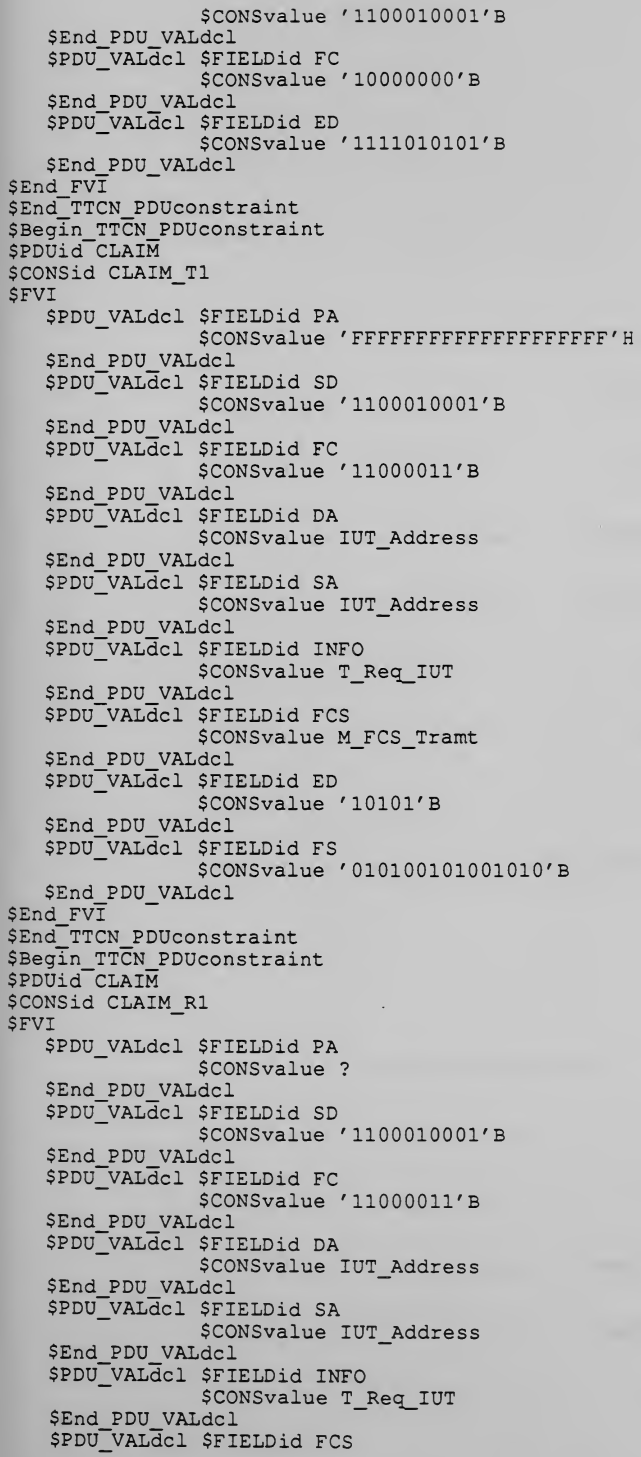 $CONSvalue '1100010001'B
$End_PDU_VALdcl
$PDU_VALdcl $FIELDid FC
$CONSvalue '10000000'B
$End_PDU_VALdcl
$PDU_VALdcl $FIELDid ED
$CONSvalue '1111010101'B
$End_PDU_VALdcl
$End_FVI
$End_TTCN_PDUconstraint
$Begin_TTCN_PDUconstraint
$PDUid CLAIM
$CONSid CLAIM_T1
$FVI
$PDU_VALdcl $FIELDid PA
$CONSvalue 'FFFFFFFFFFFFFFFFFFFF'H
$End_PDU_VALdcl
$PDU_VALdcl $FIELDid SD
$CONSvalue '1100010001'B
$End_PDU_VALdcl
$PDU_VALdcl $FIELDid FC
$CONSvalue '11000011'B
$End_PDU_VALdcl
$PDU_VALdcl $FIELDid DA
$CONSvalue IUT_Address
$End_PDU_VALdcl
$PDU_VALdcl $FIELDid SA
$CONSvalue IUT_Address
$End_PDU_VALdcl
$PDU_VALdcl $FIELDid INFO
$CONSvalue T_Req_IUT
$End_PDU_VALdcl
$PDU_VALdcl $FIELDid FCS
$CONSvalue M_FCS_Tramt
$End_PDU_VALdcl
$PDU_VALdcl $FIELDid ED
$CONSvalue '10101'B
$End_PDU_VALdcl
$PDU_VALdcl $FIELDid FS
$CONSvalue '010100101001010'B
$End_PDU_VALdcl
$End_FVI
$End_TTCN_PDUconstraint
$Begin_TTCN_PDUconstraint
$PDUid CLAIM
$CONSid CLAIM_R1
$FVI
$PDU_VALdcl $FIELDid PA
$CONSvalue ?
$End_PDU_VALdcl
$PDU_VALdcl $FIELDid SD
$CONSvalue '1100010001'B
$End_PDU_VALdcl
$PDU_VALdcl $FIELDid FC
$CONSvalue '11000011'B
$End_PDU_VALdcl
$PDU_VALdcl $FIELDid DA
$CONSvalue IUT_Address
$End_PDU_VALdcl
$PDU_VALdcl $FIELDid SA
$CONSvalue IUT_Address
$End_PDU_VALdcl
$PDU_VALdcl $FIELDid INFO
$CONSvalue T_Req_IUT
$End_PDU_VALdcl
$PDU_VALdcl $FIELDid FCS